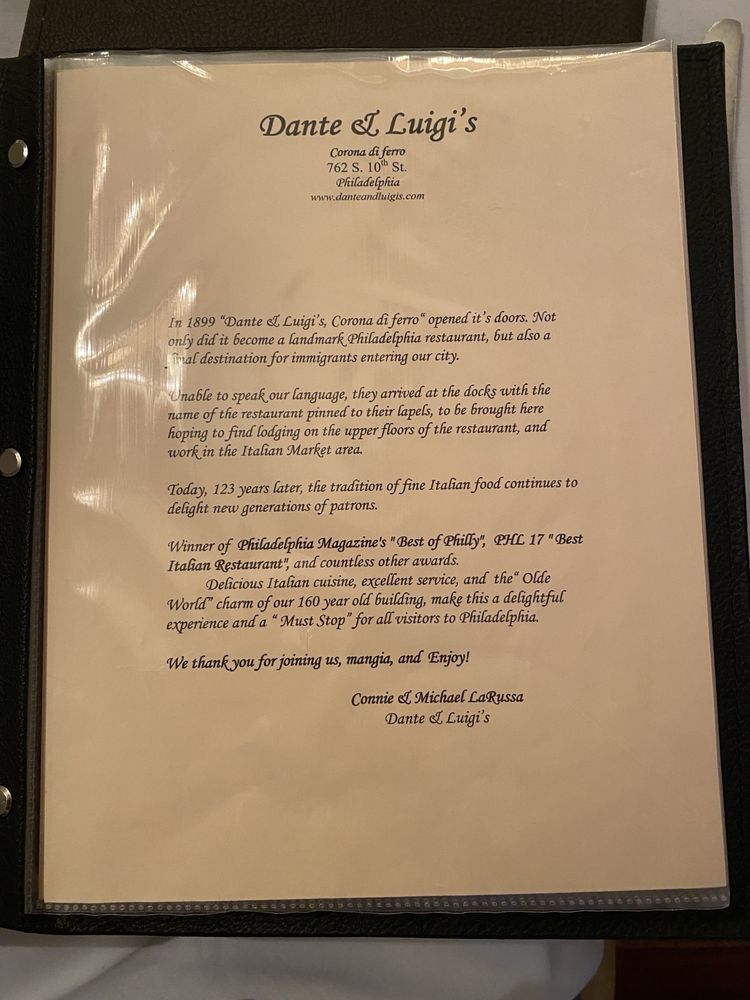 Dante & Luigi's
Corona di ferro
762 S. 10th St.
Philadelphia
www.danteandluigis.com
In 1899 "Dante & Luigi's, Corona di ferro" opened it's doors. Not
only did it become a landmark Philadelphia restaurant, but also a
final destination for immigrants entering our city.
Unable to speak our language, they arrived at the docks with the
name of the restaurant pinned to their lapels, to be brought here
hoping to find lodging on the upper floors of the restaurant, and
work in the Italian Market area.
Today, 123 years later, the tradition of fine Italian food continues to
delight new generations of patrons.
Winner of Philadelphia Magazine's "Best of Philly", PHL 17 "Best
Italian Restaurant", and countless other awards.
Delicious Italian cuisine, excellent service, and the " Olde
World" charm of our 160 year old building, make this a delightful
experience and a " Must Stop" for all visitors to Philadelphia.
We thank you for joining us, mangia, and Enjoy!
Connie & Michael LaRussa
Dante & Luigi's